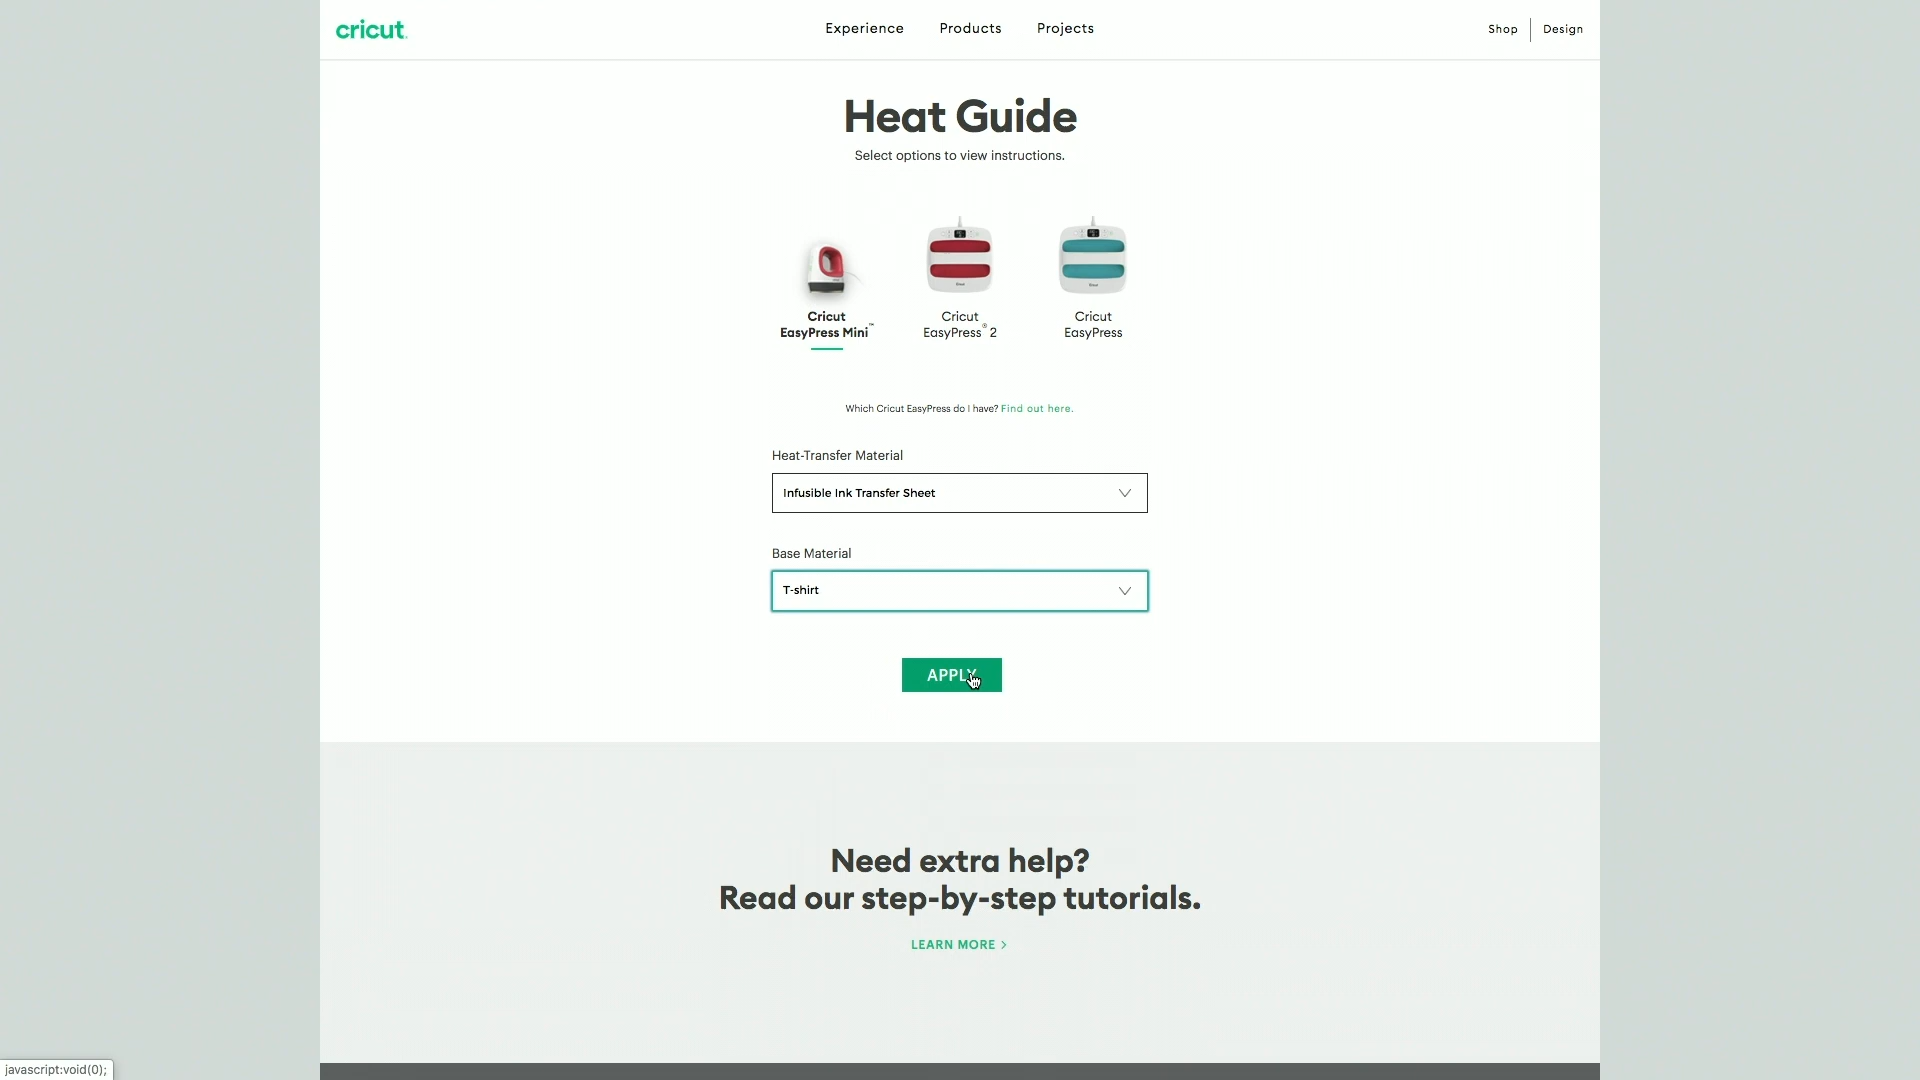 cricut
Experience
Products
Projects
Shop
Design
Heat Guide
Select options to view instructions.
Cricut
EasyPress Mini™
Cricut
EasyPress® 2
Cricut
EasyPress
Which Cricut EasyPress do I have? Find out here.
Heat-Transfer Material
Infusible Ink Transfer Sheet
Base Material
T-shirt
APPLY
Need extra help?
Read our step-by-step tutorials.
LEARN MORE >
javascript:void(0);